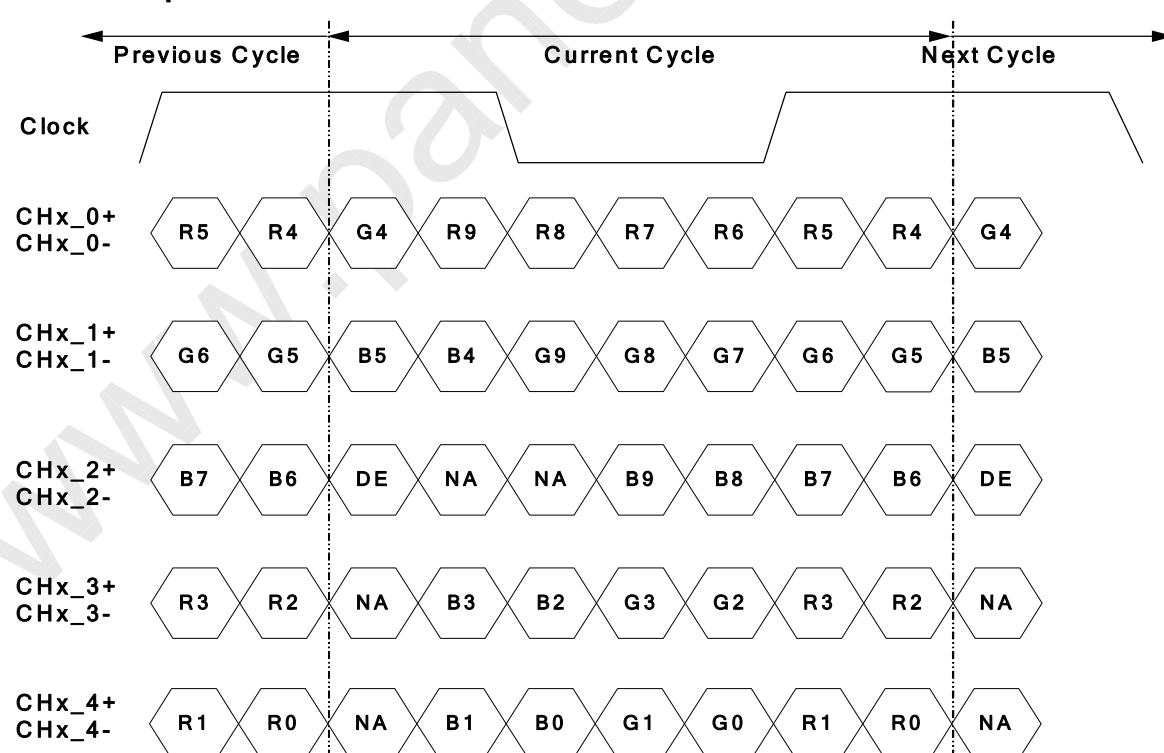 Previous Cycle Current Cycle Next Cycle
Clock
CHx_0+
CHx_0-
R5 R4 G4 R9 R8 R7 R6 R5 R4 G4
CHx_1+
CHx_1-
G6 G5 B5 B4 G9 G8 G7 G6 G5 B5
CHx_2+
CHx_2-
B7 B6 DE NA NA B9 B8 B7 B6 DE
CHx_3+
CHx_3-
R3 R2 NA B3 B2 G3 G2 R3 R2 NA
CHx_4+
CHx_4-
R1 R0 NA B1 B0 G1 G0 R1 R0 NA